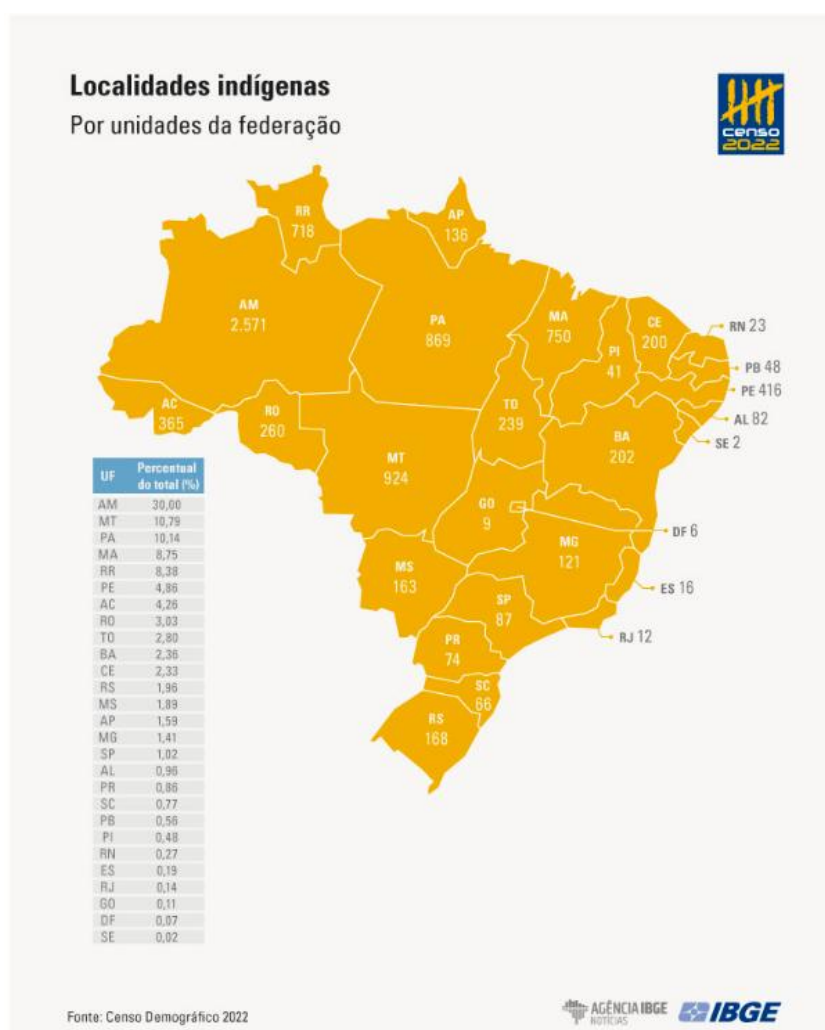 Localidades indígenas
Por unidades da federação
censo
2022
RR
718
AP
136
AM
2.571
PA
869
MA
750
CE
200
RN 23
PI
41
PB 48
PE 416
AC
365
RO
260
TO
239
AL 82
BA
202
SE 2
MT
924
GO
9
DF 6
MG
121
MS
163
ES 16
SP
87
RJ 12
PR
74
SC
66
RS
168
UF Percentual do total (%)
AM 30,00
MT 10,79
PA 10,14
MA 8,75
RR 8,38
PE 4,86
AC 4,26
RO 3,03
TO 2,80
BA 2,36
CE 2,33
RS 1,96
MS 1,89
AP 1,59
MG 1,41
SP 1,02
AL 0,96
PR 0,86
SC 0,77
PB 0,56
PI 0,48
RN 0,27
ES 0,19
RJ 0,14
GO 0,11
DF 0,07
SE 0,02
Fonte: Censo Demográfico 2022
AGÊNCIA IBGE
NOTÍCIAS
IBGE